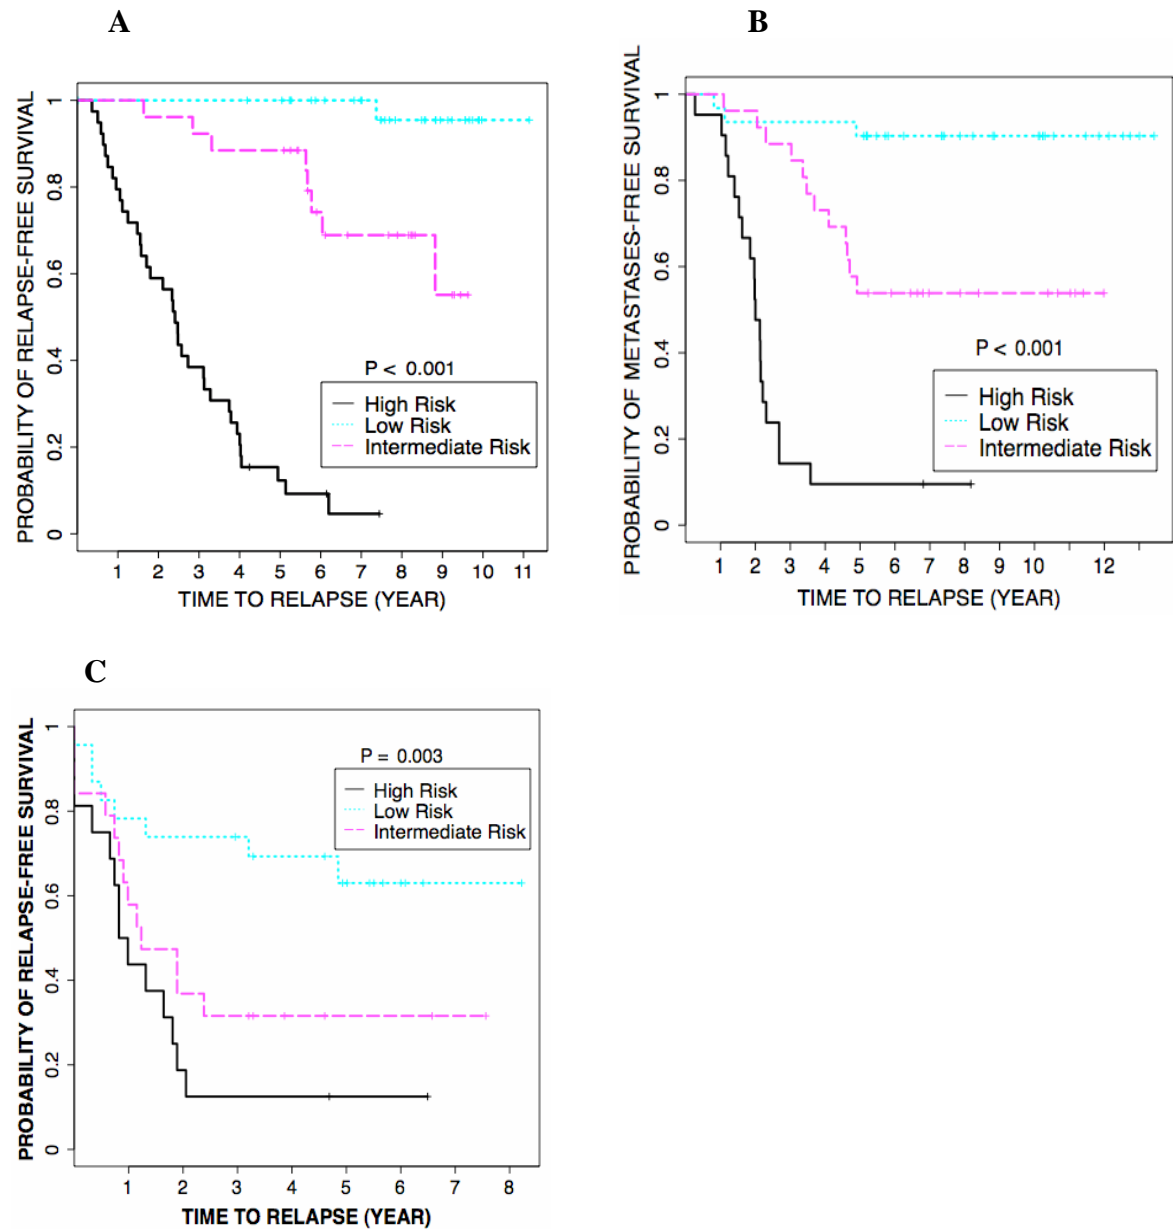 A
PROBABILITY OF RELAPSE-FREE SURVIVAL
1
0.8
0.6
0.4
0.2
0
P < 0.001
High Risk
Low Risk
Intermediate Risk
1 2 3 4 5 6 7 8 9 10 11
TIME TO RELAPSE (YEAR)
B
PROBABILITY OF METASTASES-FREE SURVIVAL
1
0.8
0.6
0.4
0.2
0
P < 0.001
High Risk
Low Risk
Intermediate Risk
1 2 3 4 5 6 7 8 9 10 12
TIME TO RELAPSE (YEAR)
C
PROBABILITY OF RELAPSE-FREE SURVIVAL
1
0.8
0.6
0.4
0.2
0
P = 0.003
High Risk
Low Risk
Intermediate Risk
1 2 3 4 5 6 7 8
TIME TO RELAPSE (YEAR)